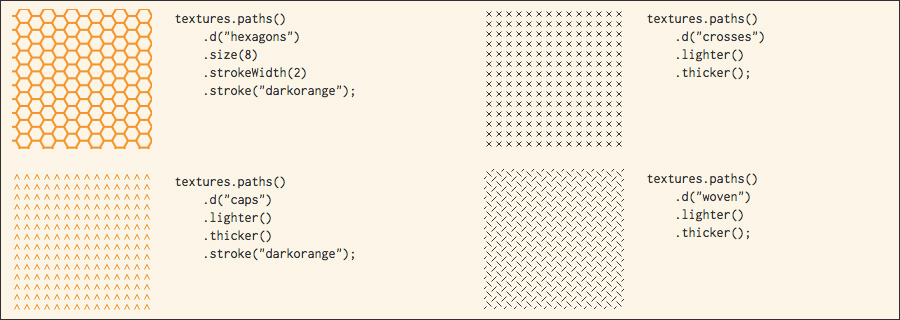 textures.paths()
.d("hexagons")
.size(8)
.strokeWidth(2)
.stroke("darkorange");
textures.paths()
.d("crosses")
.lighter()
.thicker();
textures.paths()
.d("caps")
.lighter()
.thicker()
.stroke("darkorange");
textures.paths()
.d("woven")
.lighter()
.thicker();